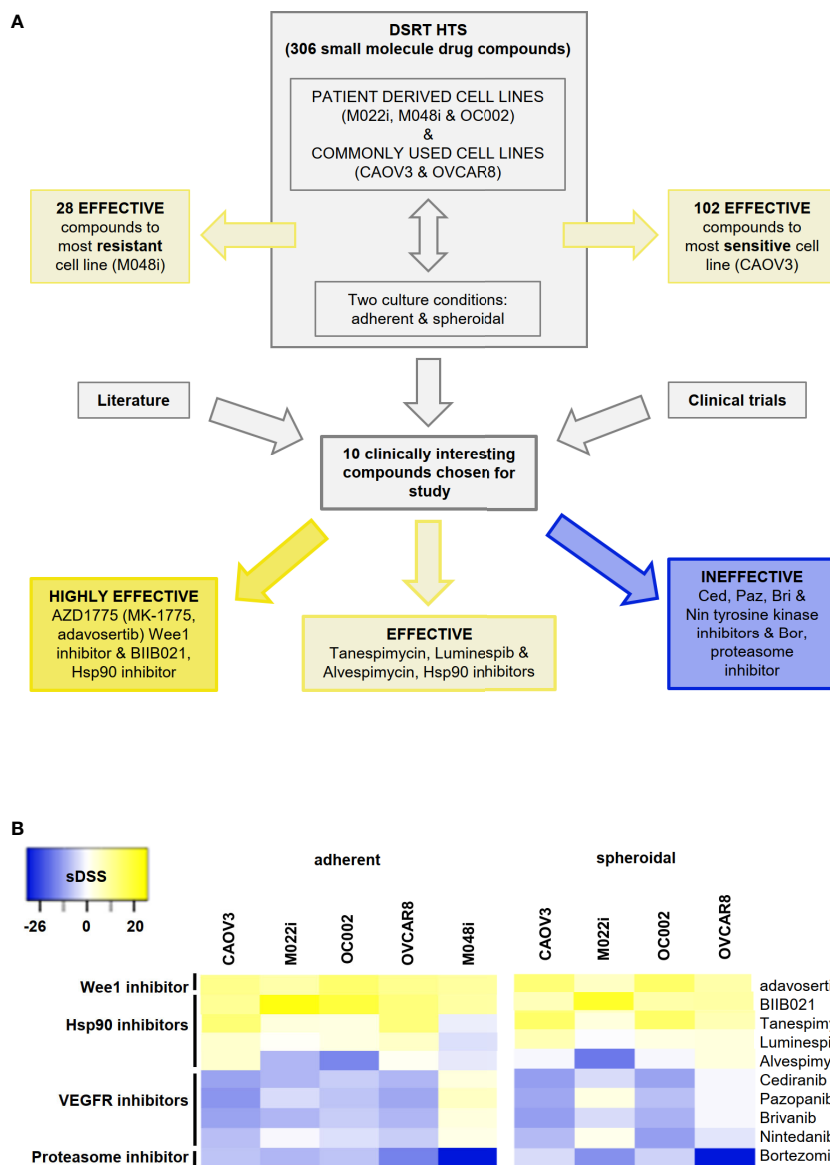 A
DSRT HTS
(306 small molecule drug compounds)
PATIENT DERIVED CELL LINES
(M022i, M048i & OC002)
&
COMMONLY USED CELL LINES
(CAOV3 & OVCAR8)
28 EFFECTIVE
compounds to
most resistant
cell line (M048i)
102 EFFECTIVE
compounds to
most sensitive cell
line (CAOV3)
Two culture conditions:
adherent & spheroidal
Literature
Clinical trials
10 clinically interesting
compounds chosen for
study
HIGHLY EFFECTIVE
AZD1775 (MK-1775,
adavosertib) Wee1
inhibitor & BIIB021,
Hsp90 inhibitor
EFFECTIVE
Tanespimycin, Luminespib &
Alvespimycin, Hsp90 inhibitors
INEFFECTIVE
Ced, Paz, Bri &
Nin tyrosine kinase
inhibitors & Bor,
proteasome
inhibitor
B
sDSS
-26 0 20
adherent
spheroidal
CAOV3
M022i
OC002
OVCAR8
M048i
CAOV3
M022i
OC002
OVCAR8
Wee1 inhibitor
Hsp90 inhibitors
VEGFR inhibitors
Proteasome inhibitor
adavoserti
BIIB021
Tanespimy
Luminespi
Alvespimy
Cediranib
Pazopanib
Brivanib
Nintedanib
Bortezomi